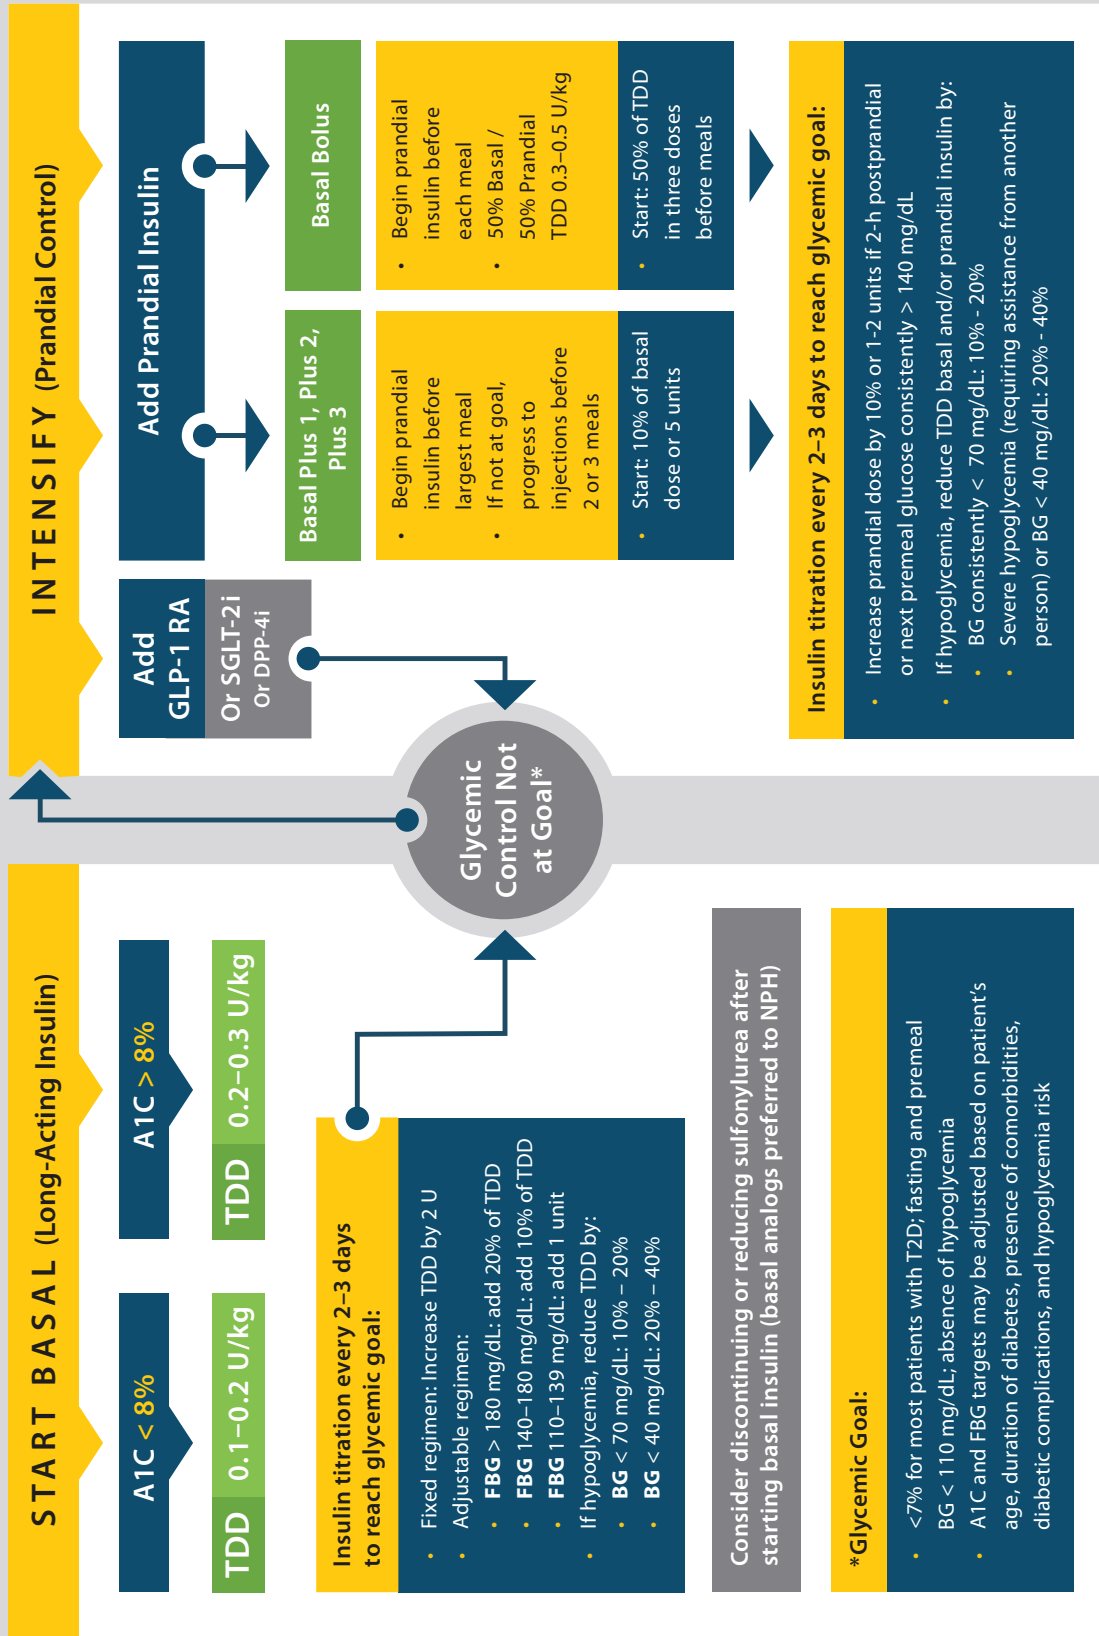 START BASAL (Long-Acting Insulin)
A1C < 8%
A1C > 8%
TDD 0.1–0.2 U/kg
TDD 0.2–0.3 U/kg
Insulin titration every 2–3 days
to reach glycemic goal:
• Fixed regimen: Increase TDD by 2 U
• Adjustable regimen:
• FBG > 180 mg/dL: add 20% of TDD
• FBG 140–180 mg/dL: add 10% of TDD
• FBG 110–139 mg/dL: add 1 unit
• If hypoglycemia, reduce TDD by:
• BG < 70 mg/dL: 10% – 20%
• BG < 40 mg/dL: 20% – 40%
Consider discontinuing or reducing sulfonylurea after
starting basal insulin (basal analogs preferred to NPH)
*Glycemic Goal:
• <7% for most patients with T2D; fasting and premeal
BG < 110 mg/dL; absence of hypoglycemia
• A1C and FBG targets may be adjusted based on patient's
age, duration of diabetes, presence of comorbidities,
diabetic complications, and hypoglycemia risk
Glycemic
Control Not
at Goal*
INTENSIFY (Prandial Control)
Add
GLP-1 RA
Or SGLT-2i
Or DPP-4i
Add Prandial Insulin
Basal Plus 1, Plus 2,
Plus 3
• Begin prandial
insulin before
largest meal
• If not at goal,
progress to
injections before
2 or 3 meals
• Start: 10% of basal
dose or 5 units
Basal Bolus
• Begin prandial
insulin before
each meal
• 50% Basal /
50% Prandial
TDD 0.3–0.5 U/kg
• Start: 50% of TDD
in three doses
before meals
Insulin titration every 2–3 days to reach glycemic goal:
• Increase prandial dose by 10% or 1-2 units if 2-h postprandial
or next premeal glucose consistently > 140 mg/dL
• If hypoglycemia, reduce TDD basal and/or prandial insulin by:
• BG consistently < 70 mg/dL: 10% - 20%
• Severe hypoglycemia (requiring assistance from another
person) or BG < 40 mg/dL: 20% - 40%